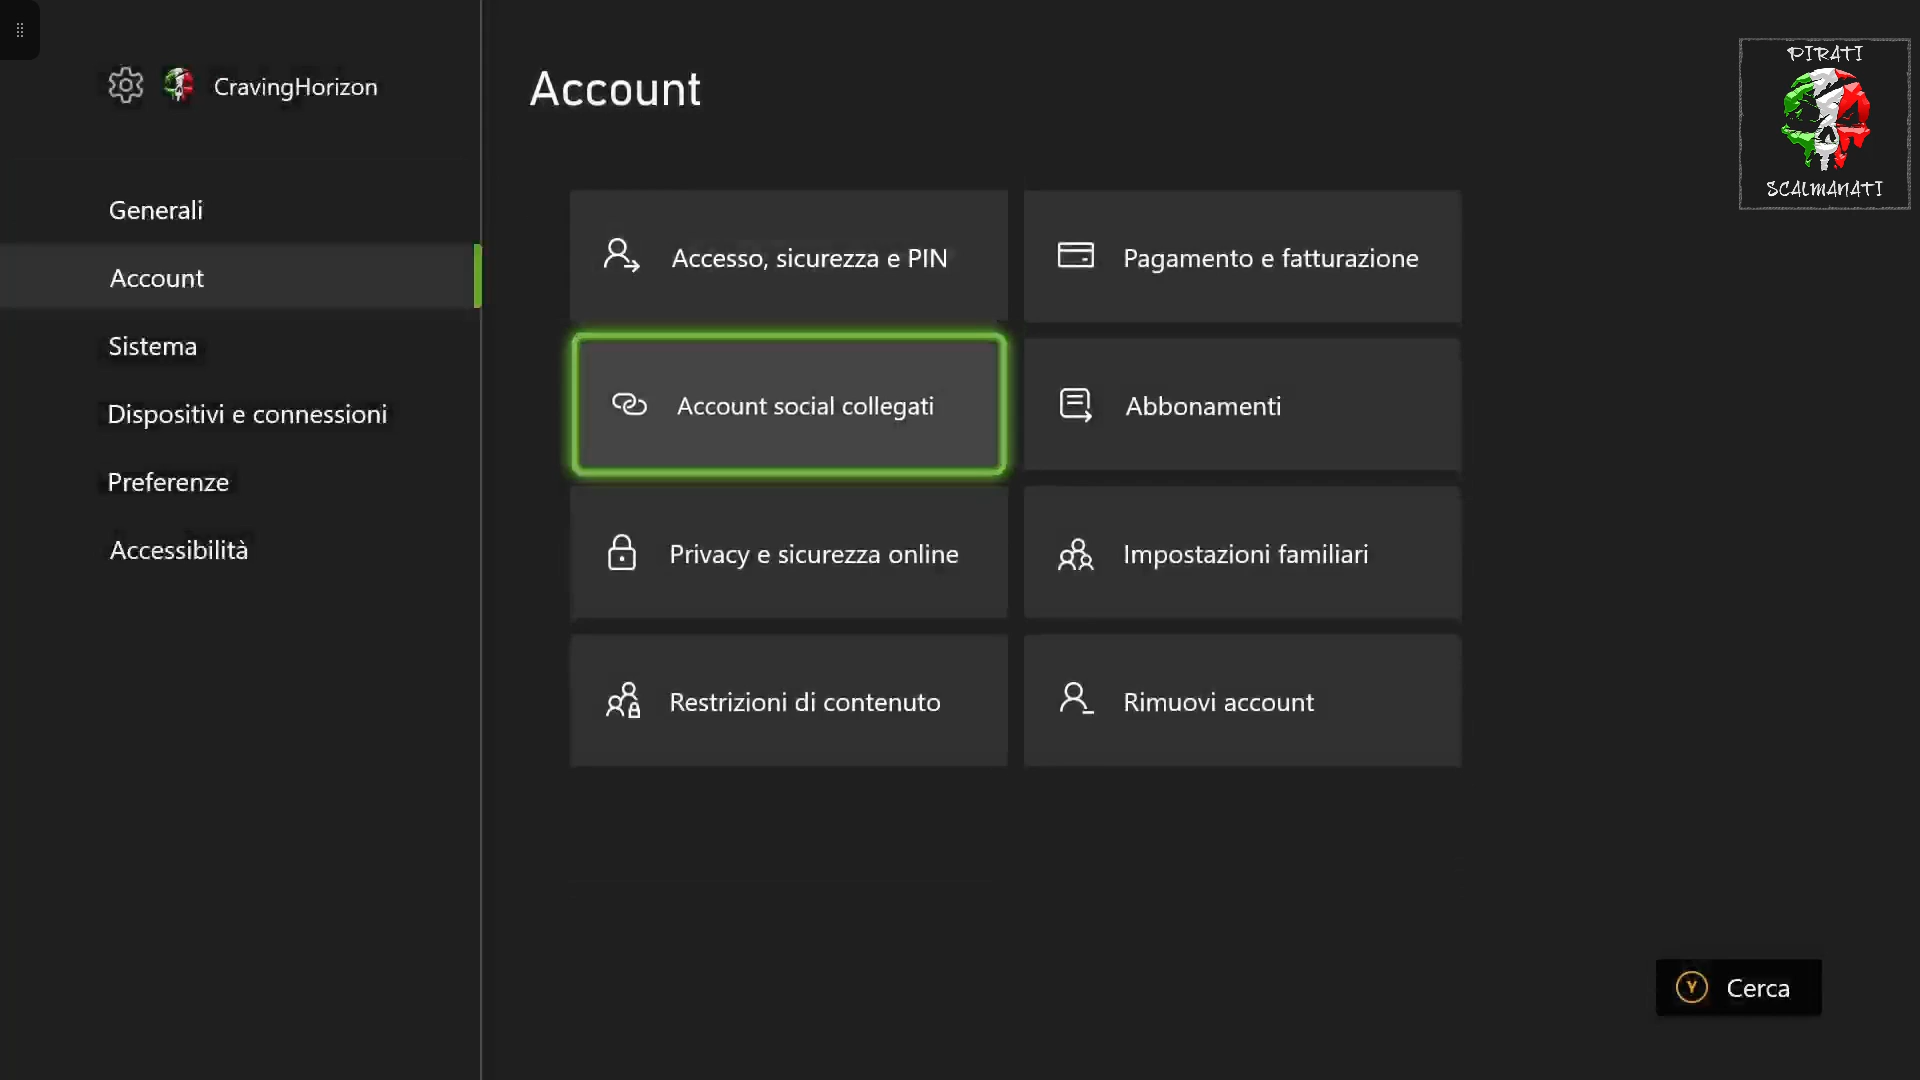 CravingHorizon
Generali
Account
Sistema
Dispositivi e connessioni
Preferenze
Accessibilità
Account
Accesso, sicurezza e PIN
Pagamento e fatturazione
Account social collegati
Abbonamenti
Privacy e sicurezza online
Impostazioni familiari
Restrizioni di contenuto
Rimuovi account
PIRATI
SCALMANATI
Y Cerca